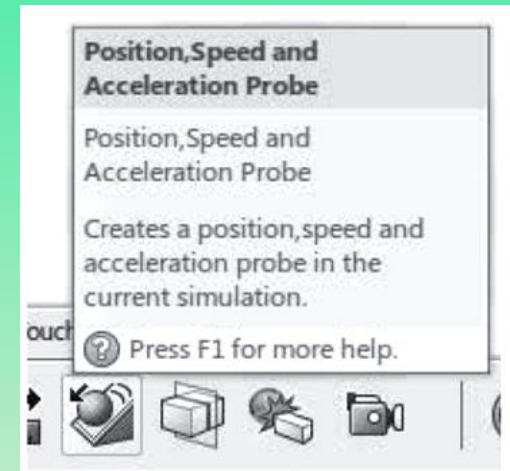 Position,Speed and
Acceleration Probe
Position,Speed and
Acceleration Probe
Creates a position,speed and
acceleration probe in the
current simulation.
ouch
Press F1 for more help.